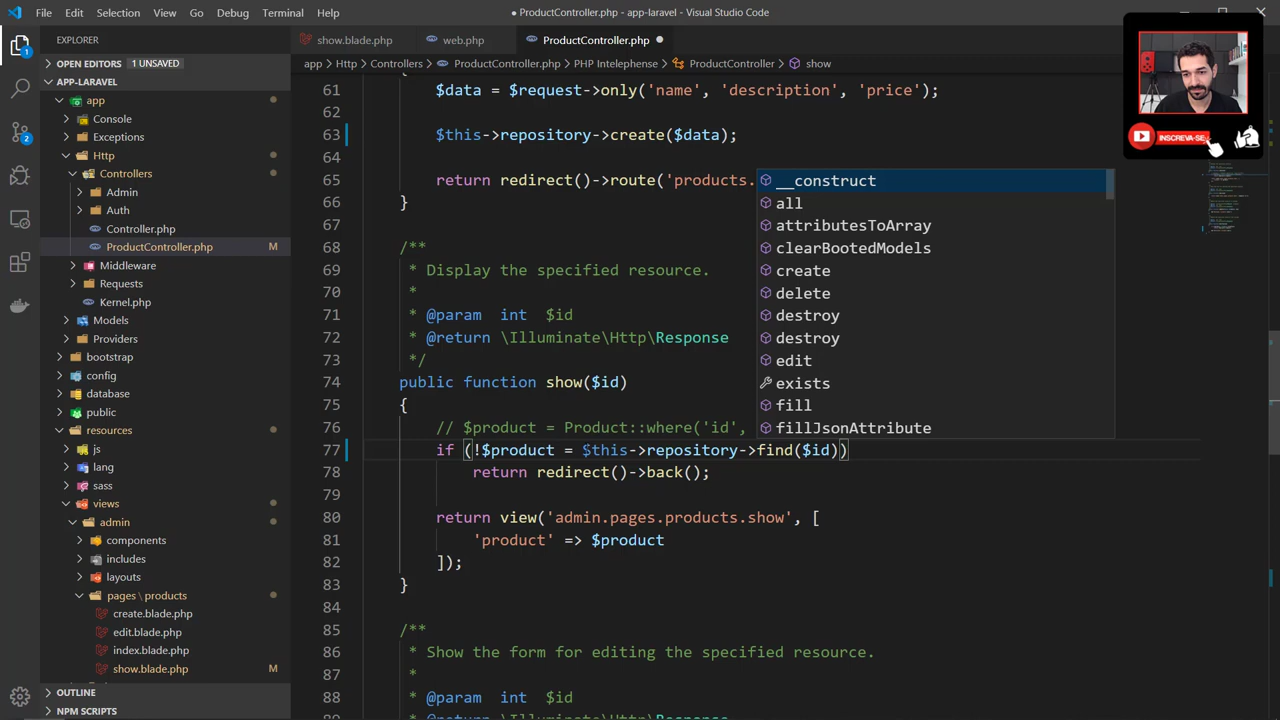 File Edit Selection View Go Debug Terminal Help
● ProductController.php - app-laravel - Visual Studio Code
EXPLORER
OPEN EDITORS 1 UNSAVED
APP-LARAVEL
app
Console
Exceptions
Http
Controllers
Admin
Auth
Controller.php
ProductController.php M
Middleware
Requests
Kernel.php
Models
Providers
bootstrap
config
database
public
resources
js
lang
sass
views
admin
components
includes
layouts
pages \ products
create.blade.php
edit.blade.php
index.blade.php
show.blade.php M
OUTLINE
NPM SCRIPTS
1
2
show.blade.php web.php ProductController.php ●
app > Http > Controllers > ProductController.php > PHP Intelephense > ProductController > show
61 $data = $request->only('name', 'description', 'price');
62
63 $this->repository->create($data);
64
65 return redirect()->route('products.
66 }
67
68 /**
69 * Display the specified resource.
70 *
71 * @param int $id
72 * @return \Illuminate\Http\Response
73 */
74 public function show($id)
75 {
76 // $product = Product::where('id',
77 if (!$product = $this->repository->find($id))
78 return redirect()->back();
79
80 return view('admin.pages.products.show', [
81 'product' => $product
82 ]);
83 }
84
85 /**
86 * Show the form for editing the specified resource.
87 *
88 * @param int $id
__construct
all
attributesToArray
clearBootedModels
create
delete
destroy
destroy
edit
exists
fill
fillJsonAttribute
INSCREVA-SE